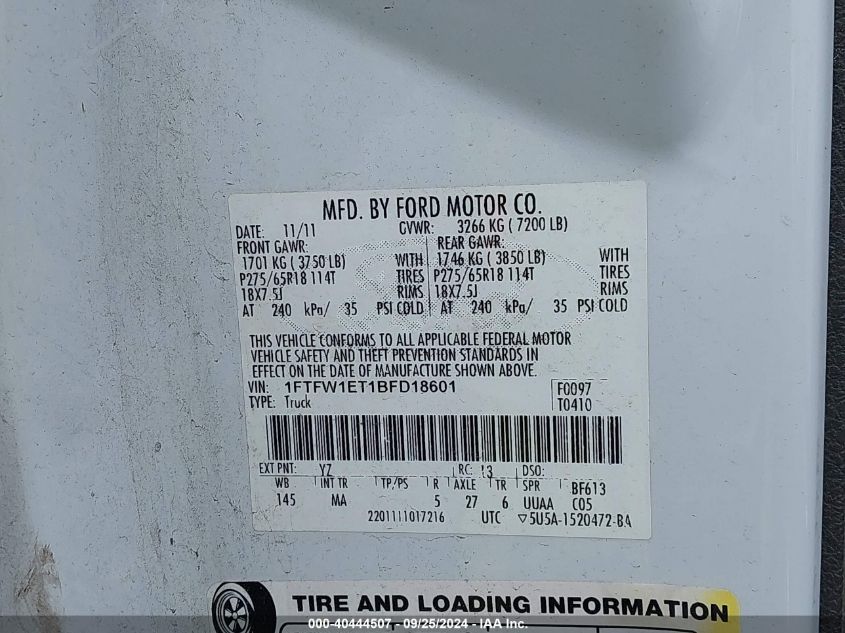 MFD. BY FORD MOTOR CO.
DATE: 11/11 GVWR: 3266 KG ( 7200 LB)
FRONT GAWR: REAR GAWR:
1701 KG ( 3750 LB) WITH 1746 KG ( 3850 LB) WITH
P275/65R18 114T TIRES P275/65R18 114T TIRES
18X7.5J RIMS 18X7.5J RIMS
AT 240 kPa/ 35 PSI COLD AT 240 kPa/ 35 PSI COLD
THIS VEHICLE CONFORMS TO ALL APPLICABLE FEDERAL MOTOR
VEHICLE SAFETY AND THEFT PREVENTION STANDARDS IN
EFFECT ON THE DATE OF MANUFACTURE SHOWN ABOVE.
VIN: 1FTFW1ET1BFD18601 F0097
TYPE: Truck T0410
EXT PNT: YZ RC: 13 DSO:
WB INT TR TP/PS R AXLE TR SPR BF613
145 MA 5 27 6 UUAA C05
2201111017216 UTC ▽5U5A-1520472-BA
TIRE AND LOADING INFORMATION
000-40444507 - 09/25/2024 - IAA Inc.